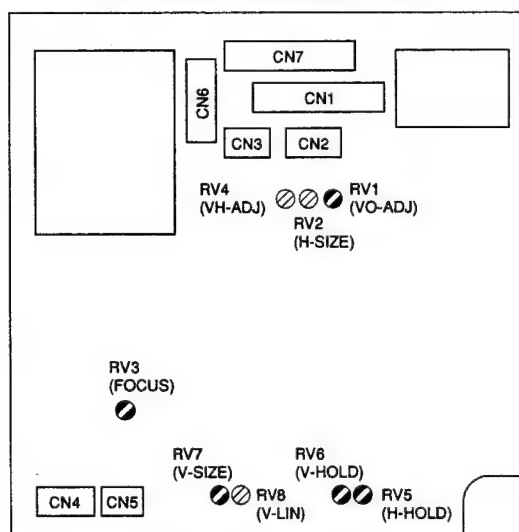 CN7
CN6
CN1
CN3
CN2
RV4
(VH-ADJ)
RV1
(VO-ADJ)
RV2
(H-SIZE)
RV3
(FOCUS)
RV7
(V-SIZE)
RV6
(V-HOLD)
CN4
CN5
RV8
(V-LIN)
RV5
(H-HOLD)